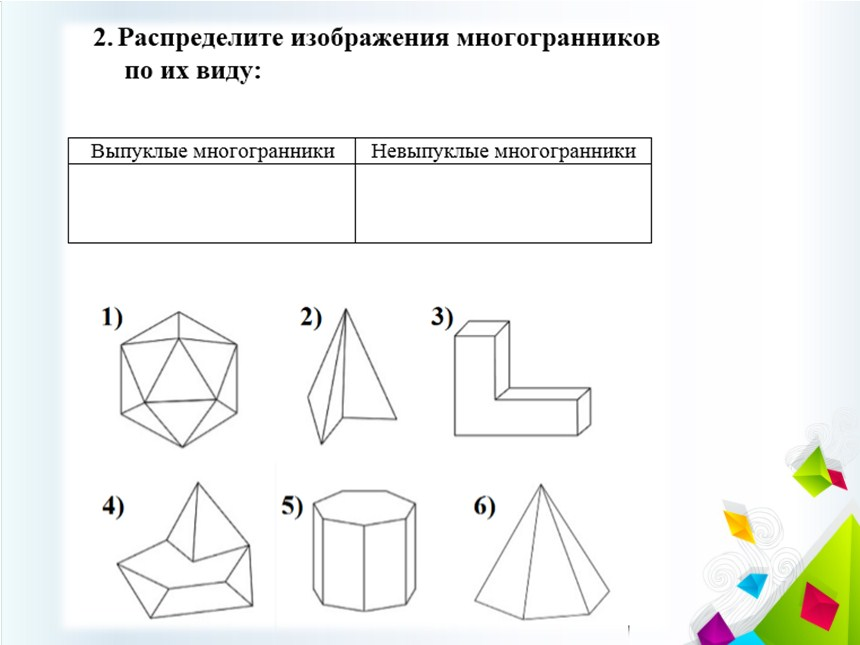 2. Распределите изображения многогранников
по их виду:
Выпуклые многогранники Невыпуклые многогранники
1) 2) 3)
4) 5) 6)